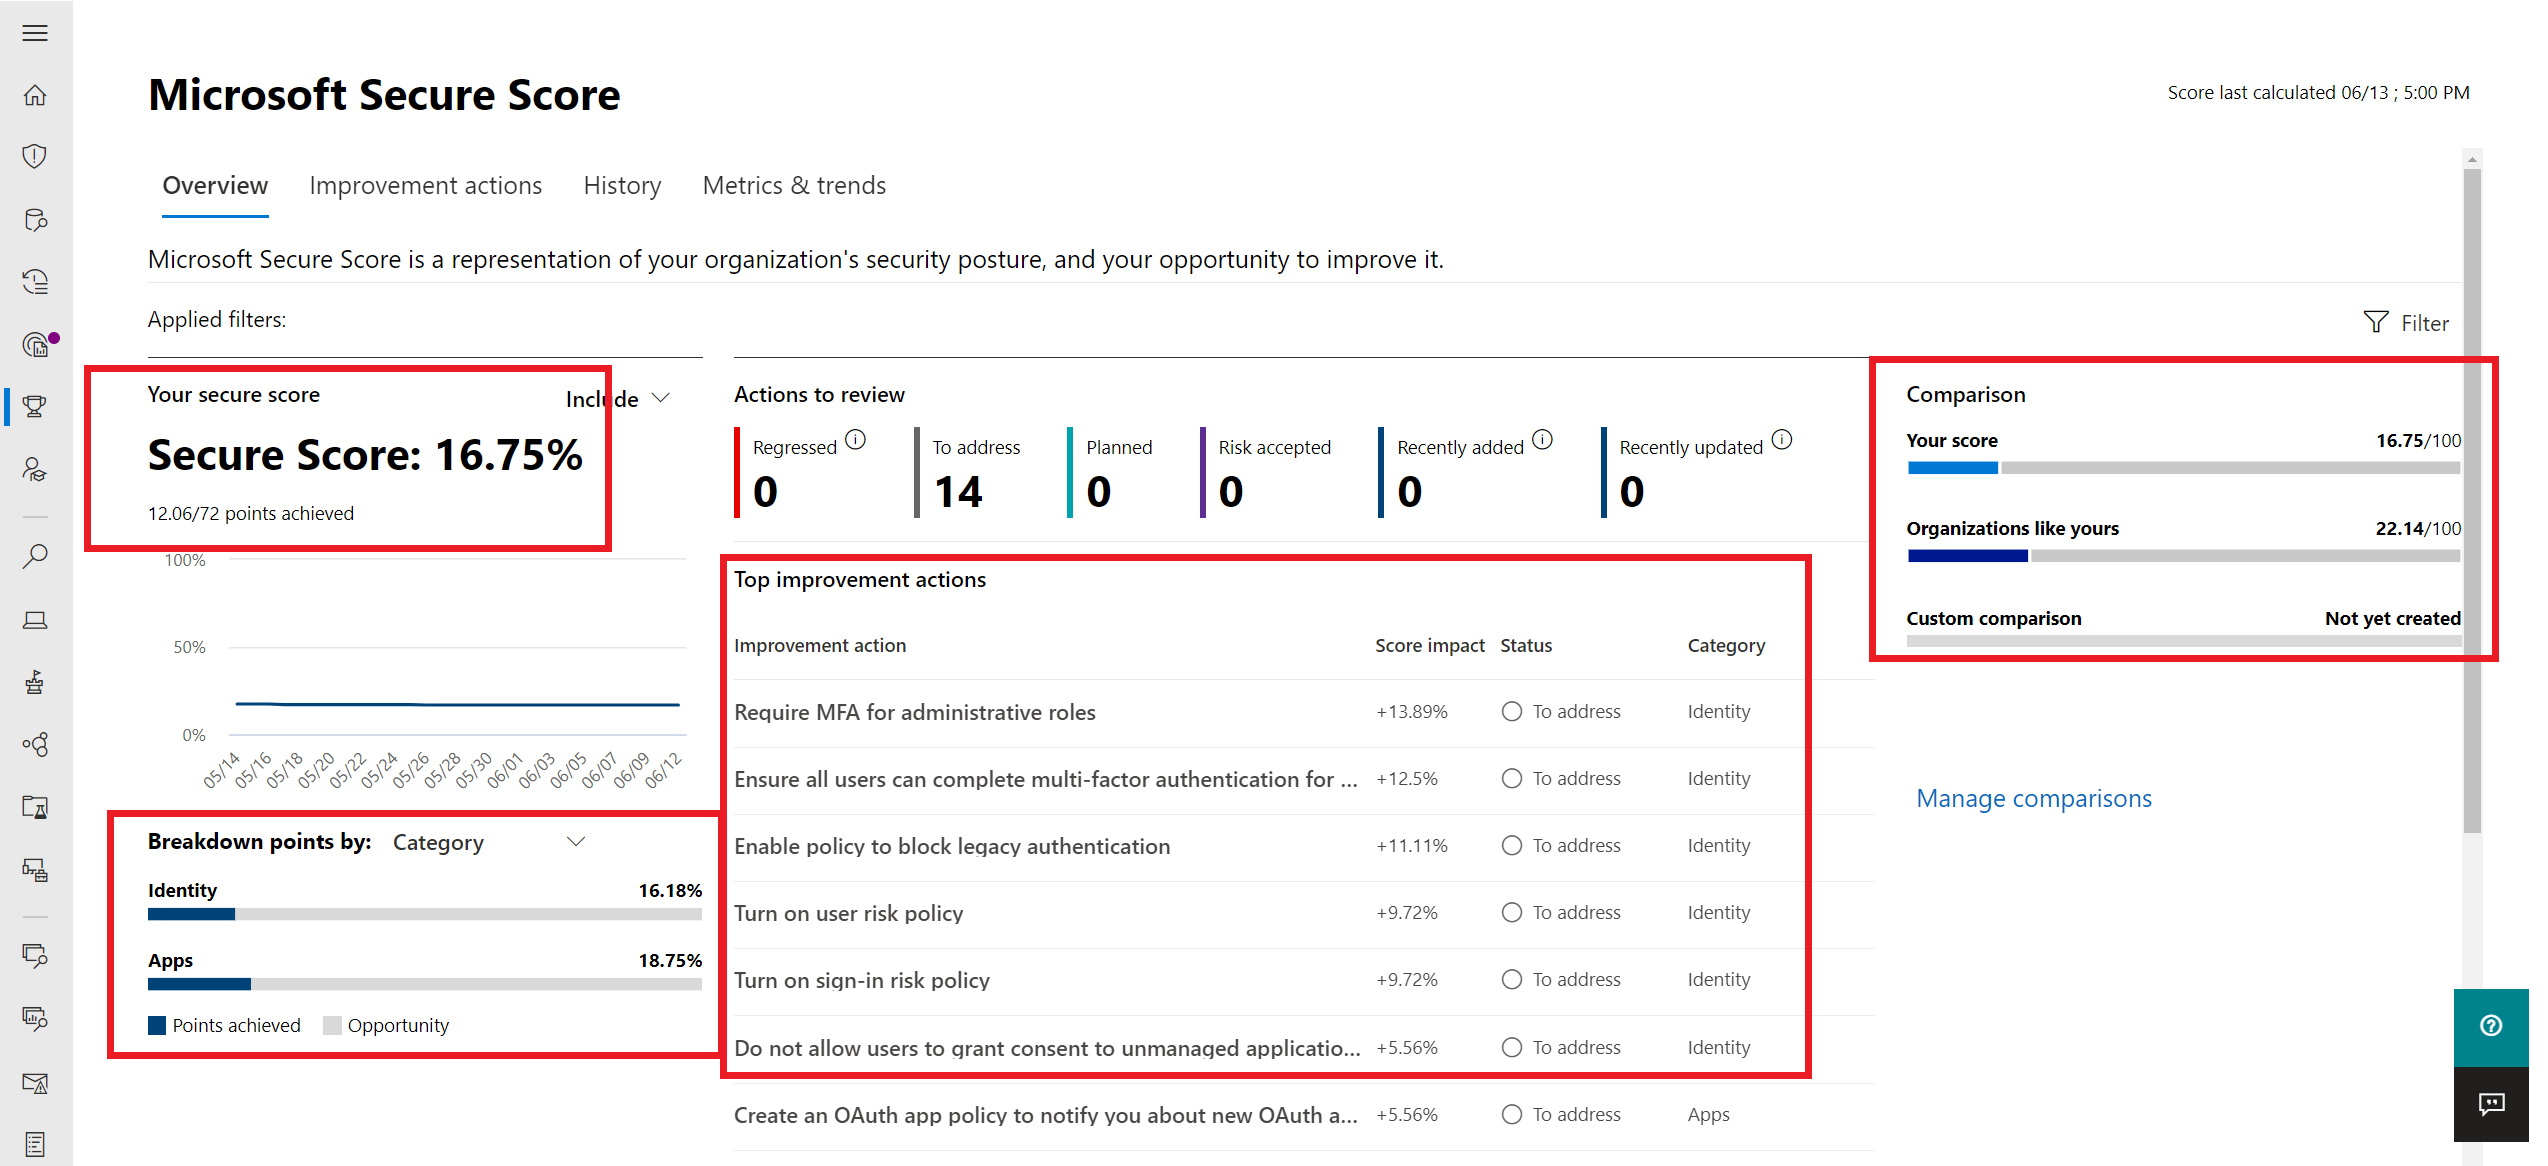 Microsoft Secure Score
Score last calculated 06/13 ; 5:00 PM
Overview Improvement actions History Metrics & trends
Microsoft Secure Score is a representation of your organization's security posture, and your opportunity to improve it.
Applied filters:
Filter
Your secure score
Include
Secure Score: 16.75%
12.06/72 points achieved
100%
50%
0%
05/14 05/16 05/18 05/20 05/22 05/24 05/26 05/28 05/30 06/01 06/03 06/05 06/07 06/09 06/12
Breakdown points by: Category
Identity 16.18%
Apps 18.75%
Points achieved Opportunity
Actions to review
Regressed To address Planned Risk accepted Recently added Recently updated
0 14 0 0 0 0
Top improvement actions
Improvement action Score impact Status Category
Require MFA for administrative roles +13.89% To address Identity
Ensure all users can complete multi-factor authentication for ... +12.5% To address Identity
Enable policy to block legacy authentication +11.11% To address Identity
Turn on user risk policy +9.72% To address Identity
Turn on sign-in risk policy +9.72% To address Identity
Do not allow users to grant consent to unmanaged applicatio... +5.56% To address Identity
Create an OAuth app policy to notify you about new OAuth a... +5.56% To address Apps
Comparison
Your score 16.75/100
Organizations like yours 22.14/100
Custom comparison Not yet created
Manage comparisons